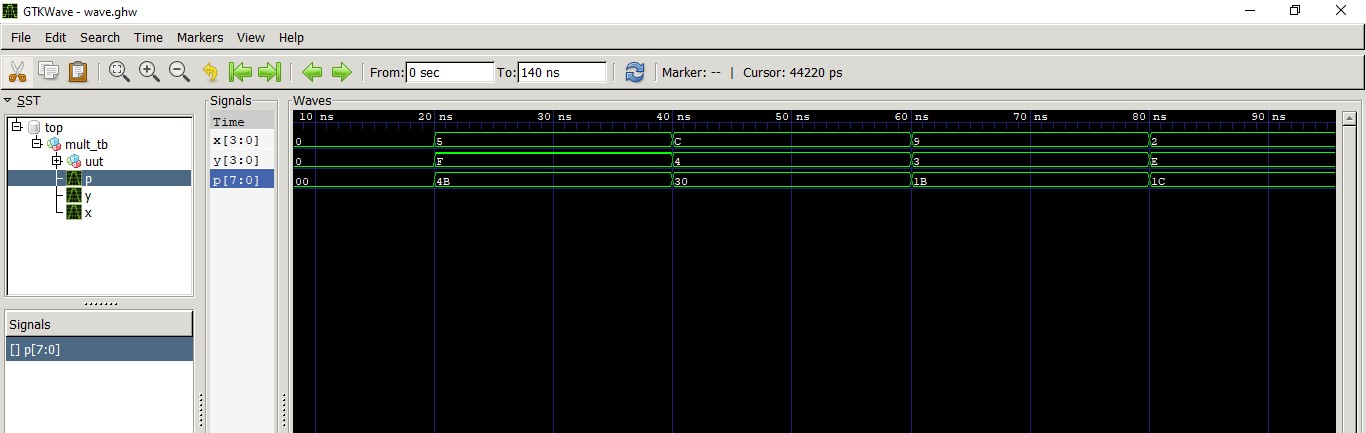 GTKWave - wave.ghw
File Edit Search Time Markers View Help
From: 0 sec To: 140 ns Marker: -- | Cursor: 44220 ps
SST
top
mult_tb
uut
p
y
x
Signals
[] p[7:0]
Signals
Time
x[3:0]
y[3:0]
p[7:0]
Waves
10 ns 20 ns 30 ns 40 ns 50 ns 60 ns 70 ns 80 ns 90 ns
0 5 C 9 2
0 F 4 3 E
00 4B 30 1B 1C